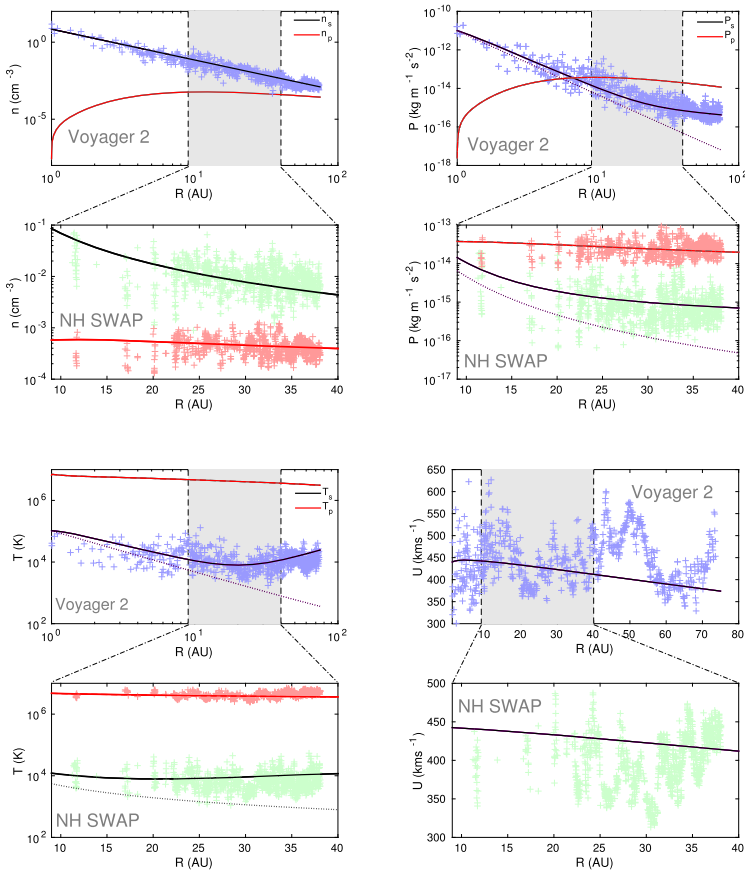 n (cm⁻³)
10⁰
10⁻⁵
n_s
n_p
Voyager 2
10⁰
10¹
10²
R (AU)
P (kg m⁻¹ s⁻²)
10⁻¹⁰
10⁻¹²
10⁻¹⁴
10⁻¹⁶
10⁻¹⁸
P_s
P_p
Voyager 2
10⁰
10¹
10²
R (AU)
n (cm⁻³)
10⁻¹
10⁻²
10⁻³
10⁻⁴
NH SWAP
10 15 20 25 30 35 40
R (AU)
P (kg m⁻¹ s⁻²)
10⁻¹³
10⁻¹⁴
10⁻¹⁵
10⁻¹⁶
10⁻¹⁷
NH SWAP
10 15 20 25 30 35 40
R (AU)
T (K)
10⁶
10⁴
10²
T_s
T_p
Voyager 2
10⁰
10¹
10²
R (AU)
U (kms⁻¹)
650
600
550
500
450
400
350
300
Voyager 2
10 20 30 40 50 60 70 80
R (AU)
T (K)
10⁶
10⁴
10²
NH SWAP
10 15 20 25 30 35 40
R (AU)
U (kms⁻¹)
500
450
400
350
300
NH SWAP
10 15 20 25 30 35 40
R (AU)